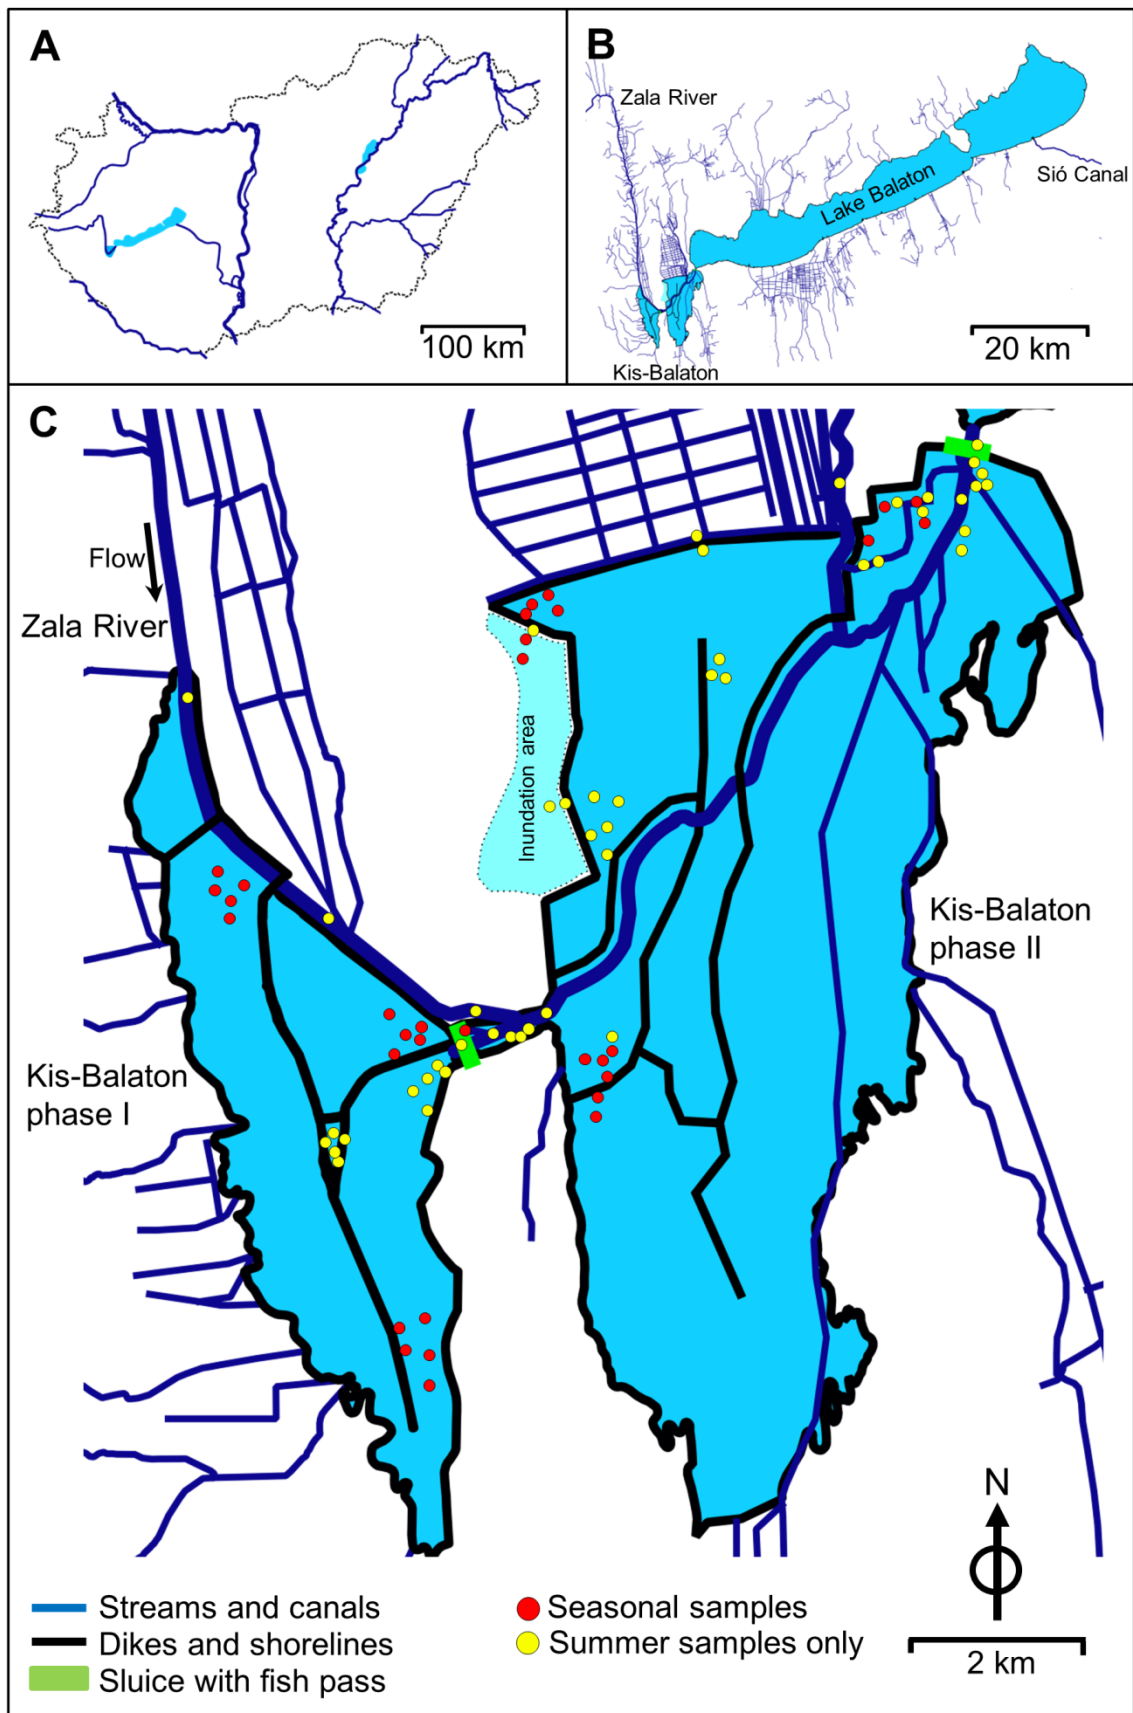 A
100 km
B
Zala River
Lake Balaton
Sió Canal
20 km
Kis-Balaton
C
Flow
Zala River
Inundation area
Kis-Balaton
phase II
Kis-Balaton
phase I
N
Streams and canals
Dikes and shorelines
Sluice with fish pass
Seasonal samples
Summer samples only
2 km